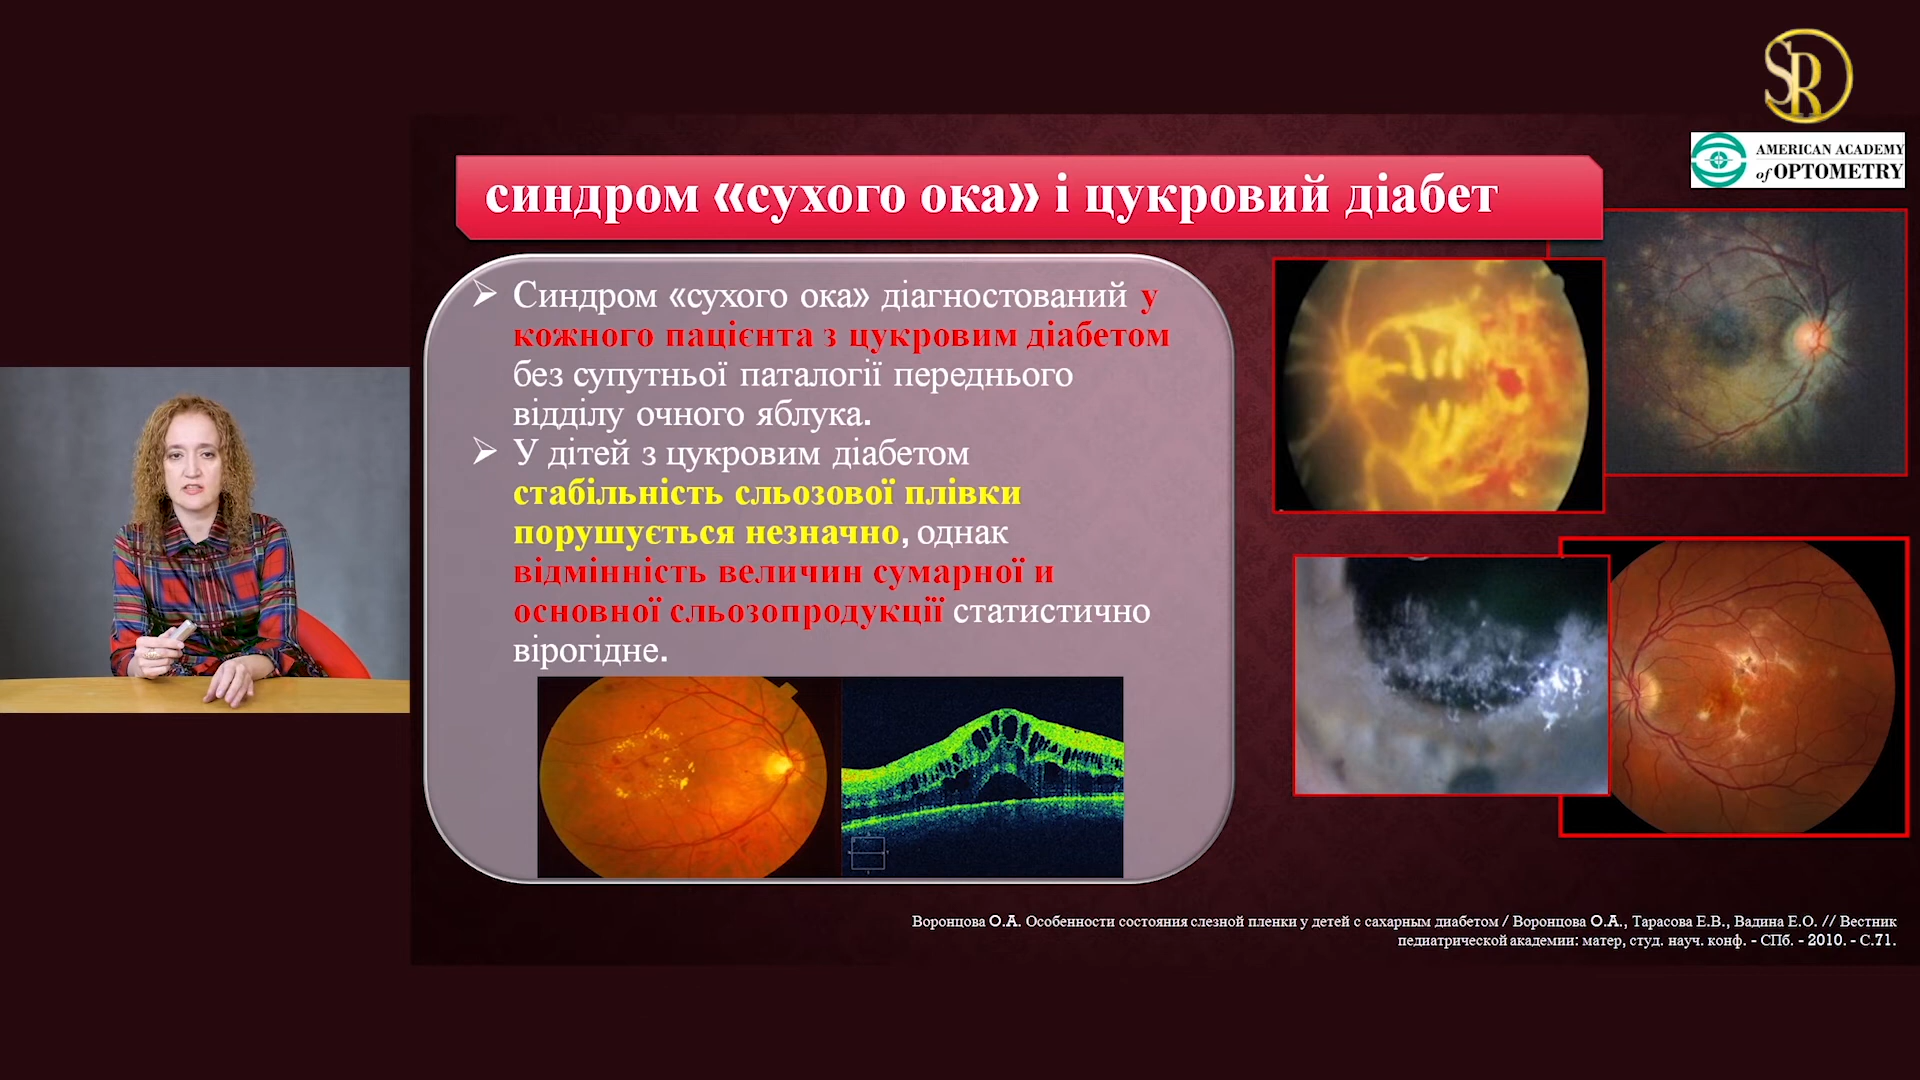 SR
AMERICAN ACADEMY
of OPTOMETRY
синдром «сухого ока» і цукровий діабет
Синдром «сухого ока» діагностований у
кожного пацієнта з цукровим діабетом
без супутньої паталогії переднього
відділу очного яблука.
У дітей з цукровим діабетом
стабільність сльозової плівки
порушується незначно, однак
відмінність величин сумарної и
основної сльозопродукції статистично
вірогідне.
Воронцова О.А. Особенности состояния слезной пленки у детей с сахарным диабетом / Воронцова О.А., Тарасова Е.В., Вадина Е.О. // Вестник
педиатрической академии: матер, студ. науч. конф. - СПб. - 2010. - С.71.